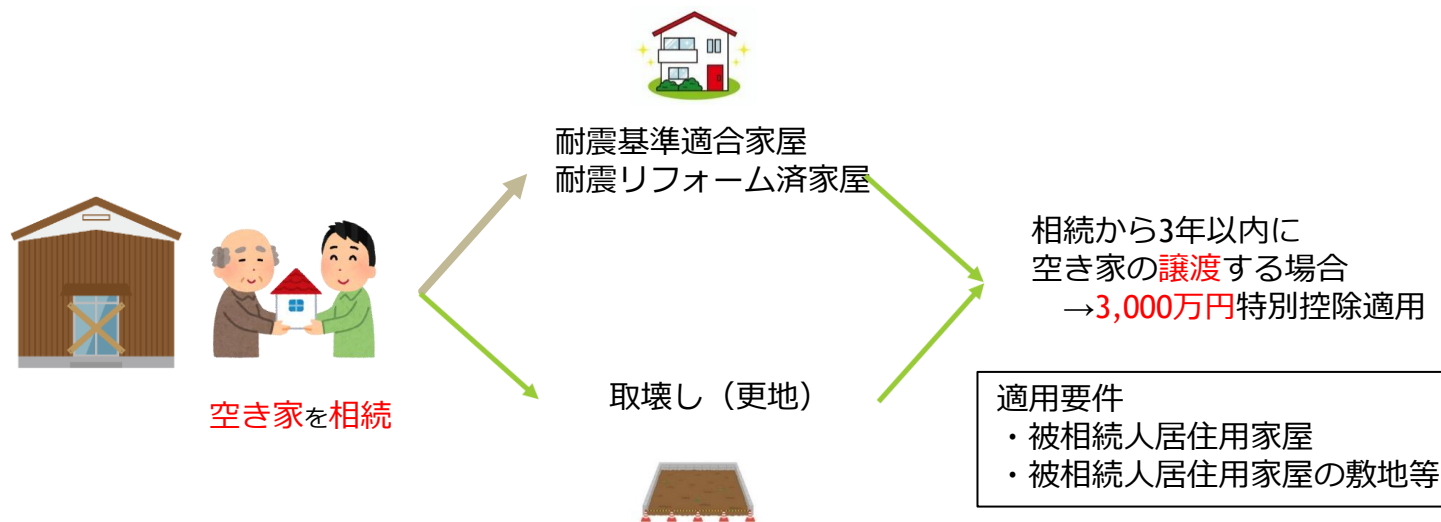 耐震基準適合家屋
耐震リフォーム済家屋
空き家を相続
取壊し（更地）
相続から3年以内に
空き家の譲渡する場合
→3,000万円特別控除適用
適用要件
・被相続人居住用家屋
・被相続人居住用家屋の敷地等